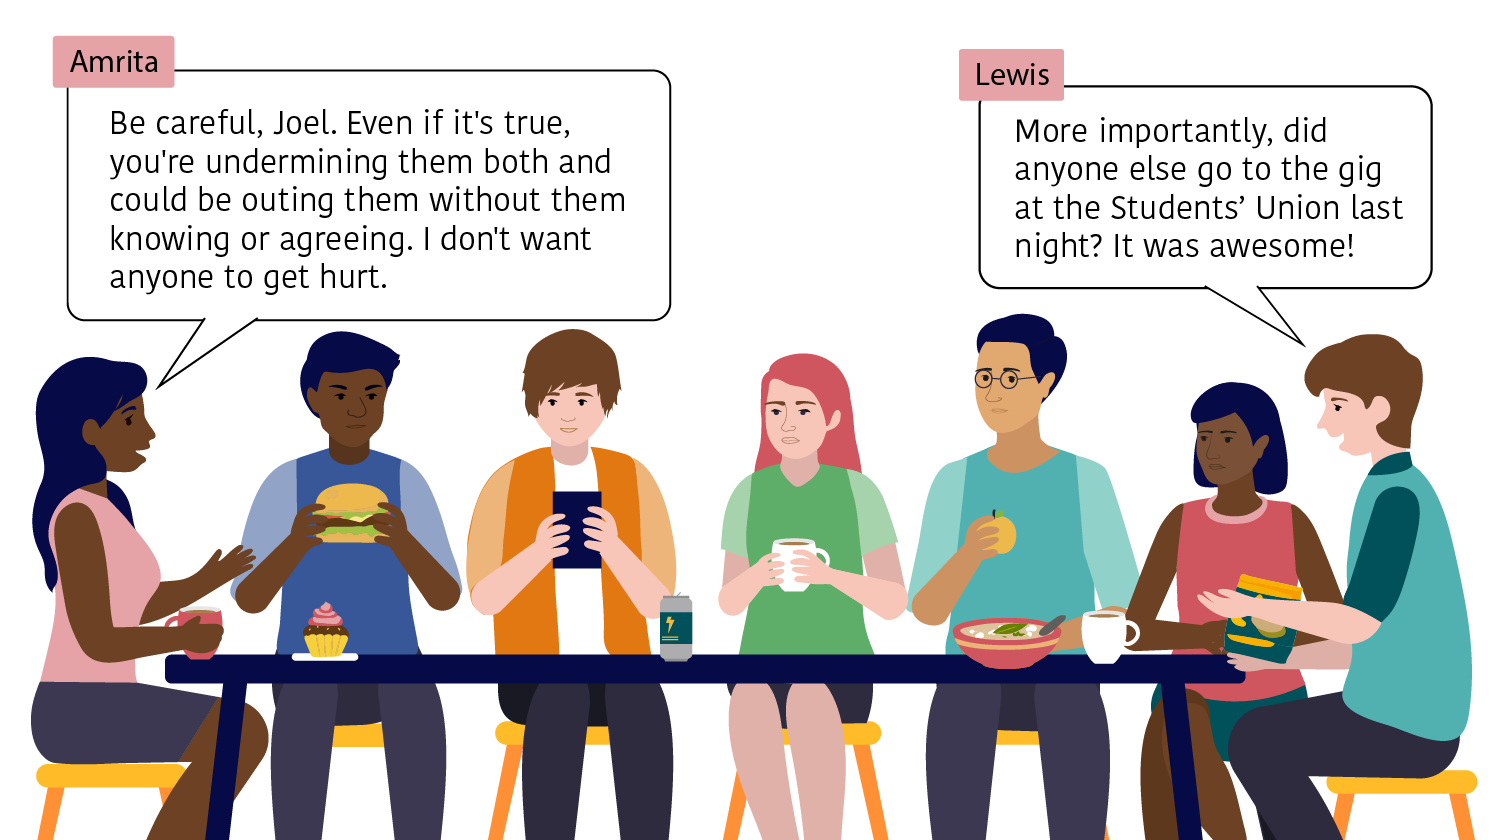 Amrita
Be careful, Joel. Even if it's true,
you're undermining them both and
could be outing them without them
knowing or agreeing. I don't want
anyone to get hurt.
Lewis
More importantly, did
anyone else go to the gig
at the Students’ Union last
night? It was awesome!